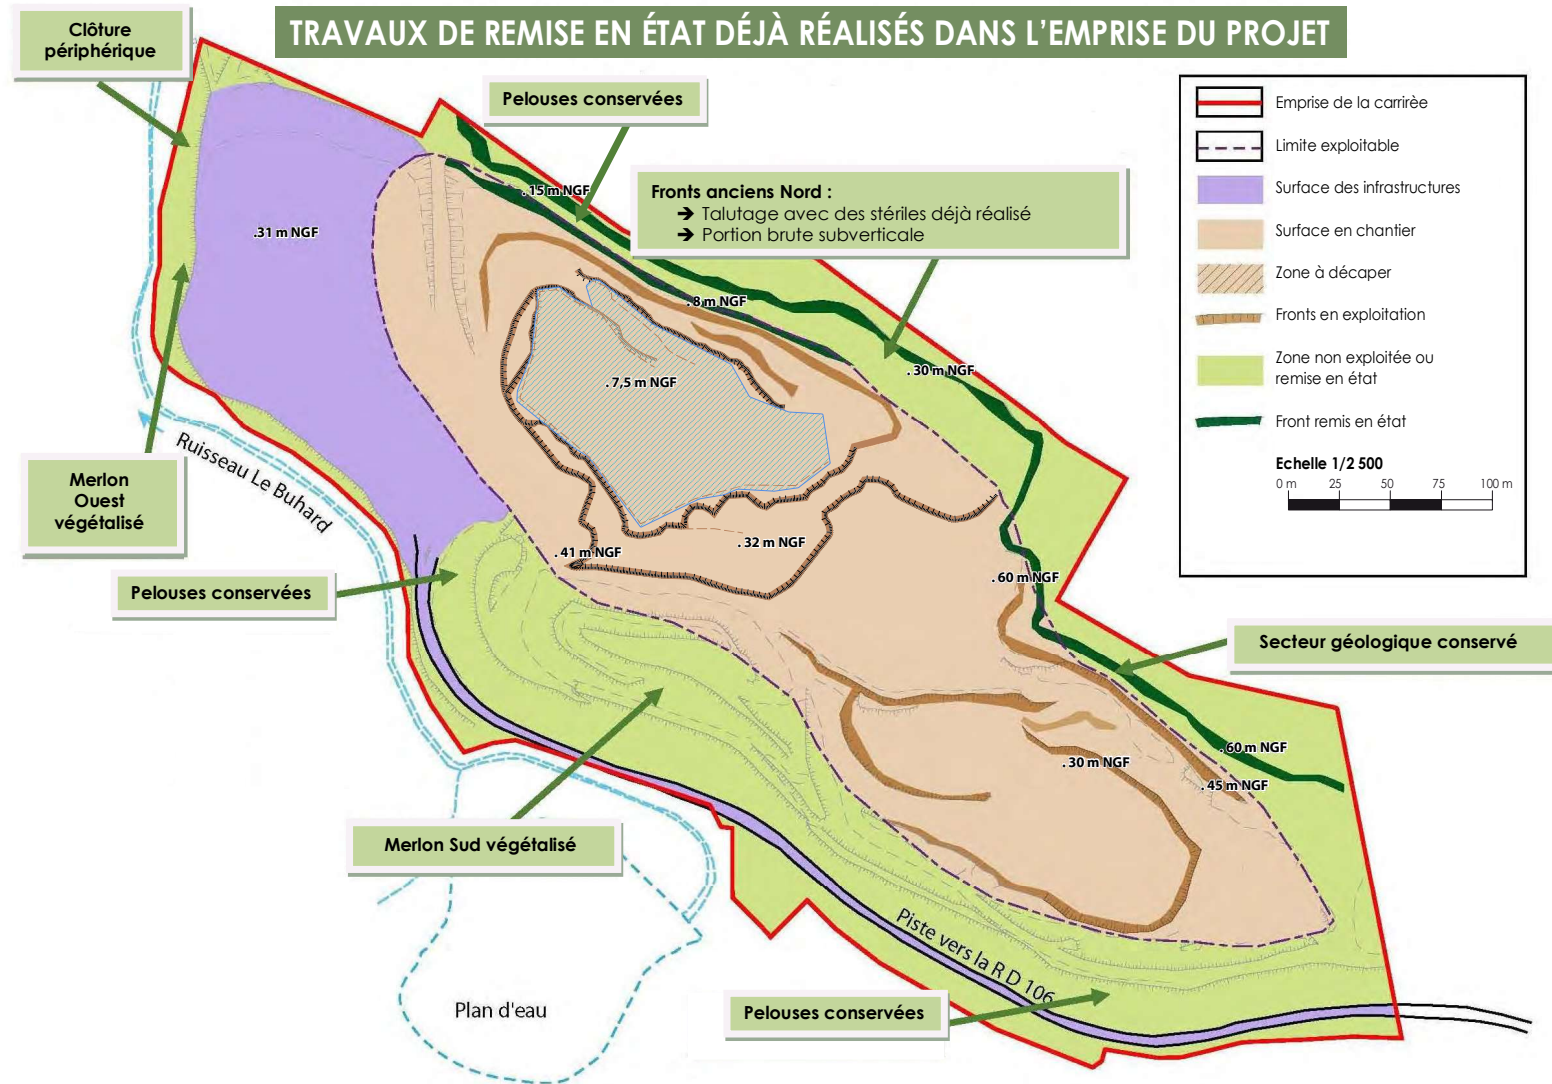 TRAVAUX DE REMISE EN ÉTAT DÉJÀ RÉALISÉS DANS L'EMPRISE DU PROJET
Clôture
périphérique
Pelouses conservées
Fronts anciens Nord :
➔ Talutage avec des stériles déjà réalisé
➔ Portion brute subverticale
Emprise de la carrirèe
Limite exploitable
Surface des infrastructures
Surface en chantier
Zone à décaper
Fronts en exploitation
Zone non exploitée ou
remise en état
Front remis en état
Echelle 1/2 500
0 m 25 50 75 100 m
.15 m NGF
.31 m NGF
.8 m NGF
.30 m NGF
.7,5 m NGF
Ruisseau Le Buhard
Merlon
Ouest
végétalisé
.41 m NGF
.32 m NGF
.60 m NGF
Pelouses conservées
Secteur géologique conservé
.60 m NGF
.30 m NGF
.45 m NGF
Merlon Sud végétalisé
Piste vers la R D 106
Plan d'eau
Pelouses conservées